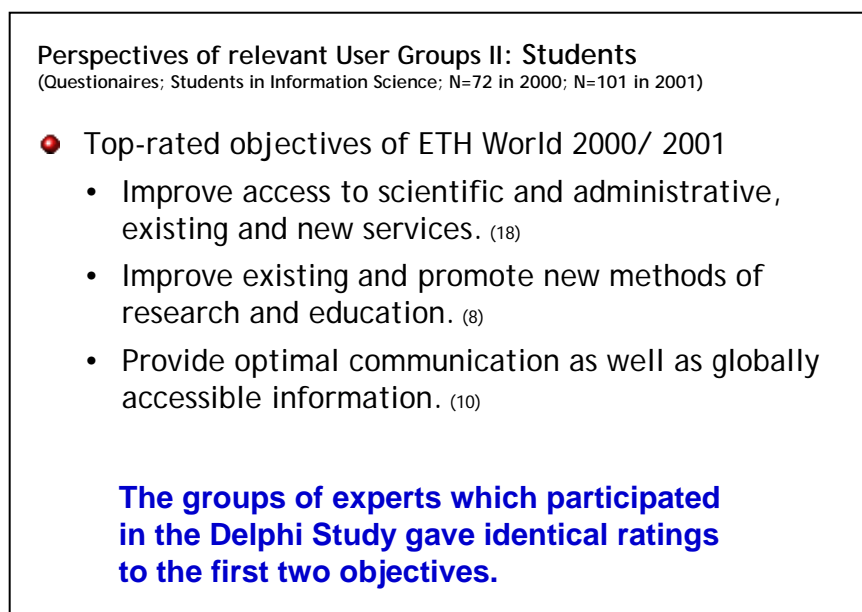 Perspectives of relevant User Groups II: Students
(Questionaires; Students in Information Science; N=72 in 2000; N=101 in 2001)
Top-rated objectives of ETH World 2000/ 2001
• Improve access to scientific and administrative,
existing and new services. (18)
• Improve existing and promote new methods of
research and education. (8)
• Provide optimal communication as well as globally
accessible information. (10)
The groups of experts which participated
in the Delphi Study gave identical ratings
to the first two objectives.